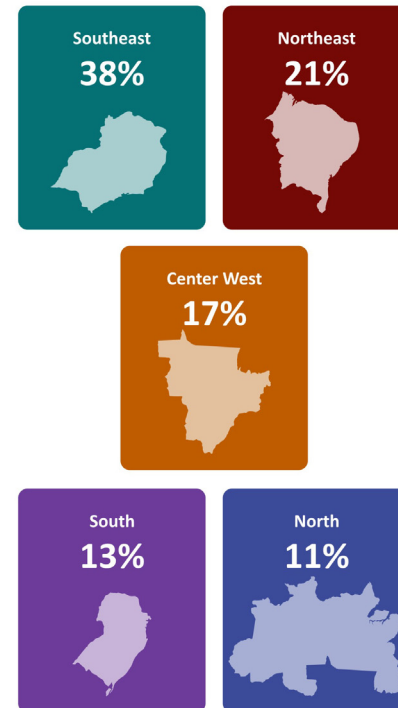 Southeast
38%
Northeast
21%
Center West
17%
South
13%
North
11%